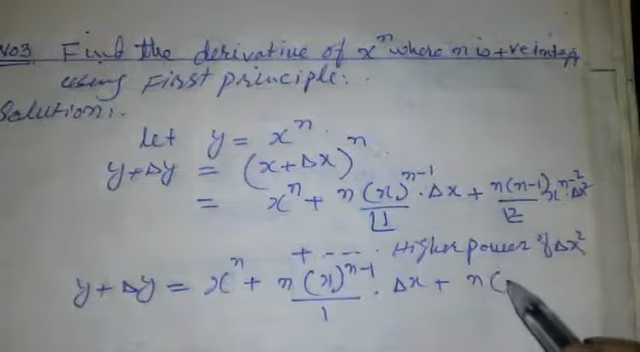 No3 Find the derivative of x^n where n is +ve integ
using First principle:.
Solution:.
let y = x^n.
y+Δy = (x+Δx)^n
= x^n + n(x)^{n-1}/|1 . Δx + n(n-1)/|2 x^{n-2}. Δx^2
+ --- . Higher power of Δx^2
y+Δy = x^n + n(x)^{n-1}/1 . Δx + n(